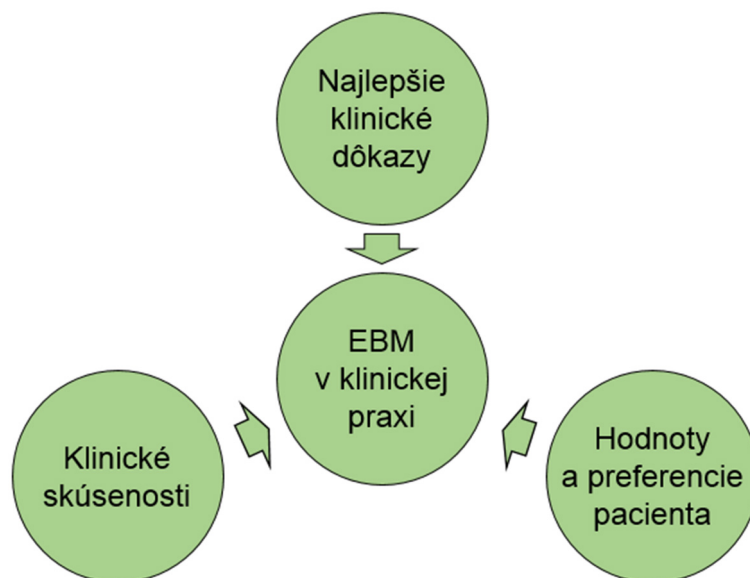 Najlepšie
klinické
dôkazy
EBM
v klinickej
praxi
Klinické
skúsenosti
Hodnoty
a preferencie
pacienta